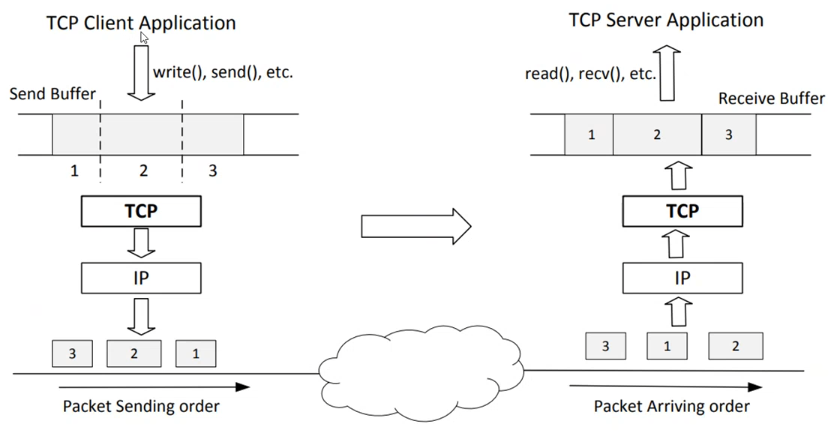 TCP Client Application
write(), send(), etc.
Send Buffer
1 2 3
TCP
IP
3 2 1
Packet Sending order
TCP Server Application
read(), recv(), etc.
Receive Buffer
1 2 3
TCP
IP
3 1 2
Packet Arriving order